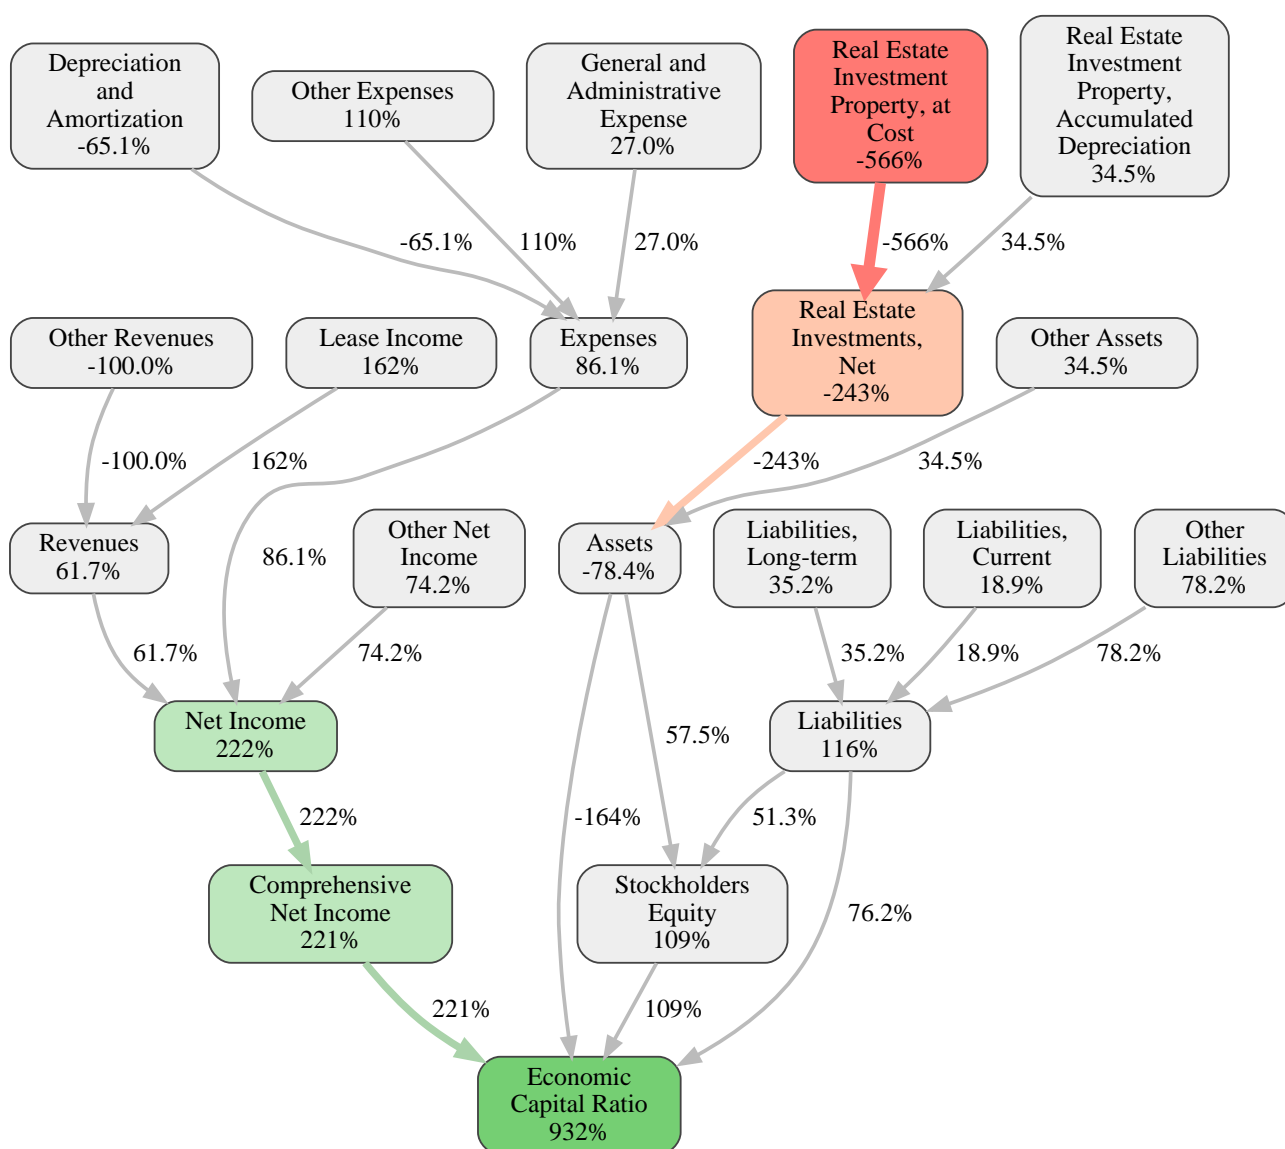 Depreciation
and
Amortization
-65.1%
Other Expenses
110%
General and
Administrative
Expense
27.0%
Real Estate
Investment
Property, at
Cost
-566%
Real Estate
Investment
Property,
Accumulated
Depreciation
34.5%
-65.1%
110%
27.0%
-566%
34.5%
Other Revenues
-100.0%
Lease Income
162%
Expenses
86.1%
Real Estate
Investments,
Net
-243%
Other Assets
34.5%
-100.0%
162%
-243%
34.5%
Revenues
61.7%
86.1%
Other Net
Income
74.2%
Assets
-78.4%
Liabilities,
Long-term
35.2%
Liabilities,
Current
18.9%
Other
Liabilities
78.2%
61.7%
74.2%
35.2%
18.9%
78.2%
Net Income
222%
57.5%
Liabilities
116%
222%
-164%
51.3%
Comprehensive
Net Income
221%
Stockholders
Equity
109%
76.2%
221%
109%
Economic
Capital Ratio
932%